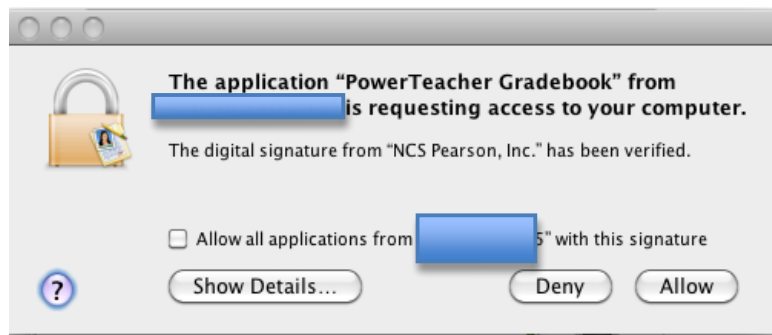 The application “PowerTeacher Gradebook” from
is requesting access to your computer.
The digital signature from “NCS Pearson, Inc.” has been verified.
Allow all applications from 5” with this signature
?
Show Details...
Deny
Allow